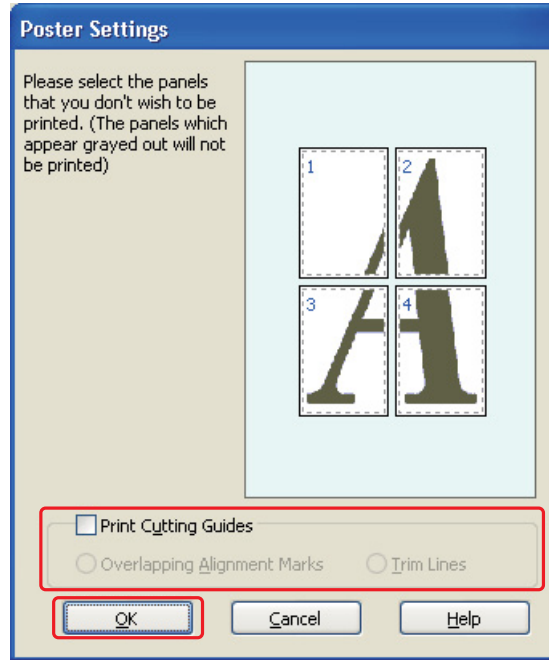 Poster Settings
Please select the panels
that you don't wish to be
printed. (The panels which
appear grayed out will not
be printed)
1 2
3 4
Print Cutting Guides
Overlapping Alignment Marks Trim Lines
OK Cancel Help